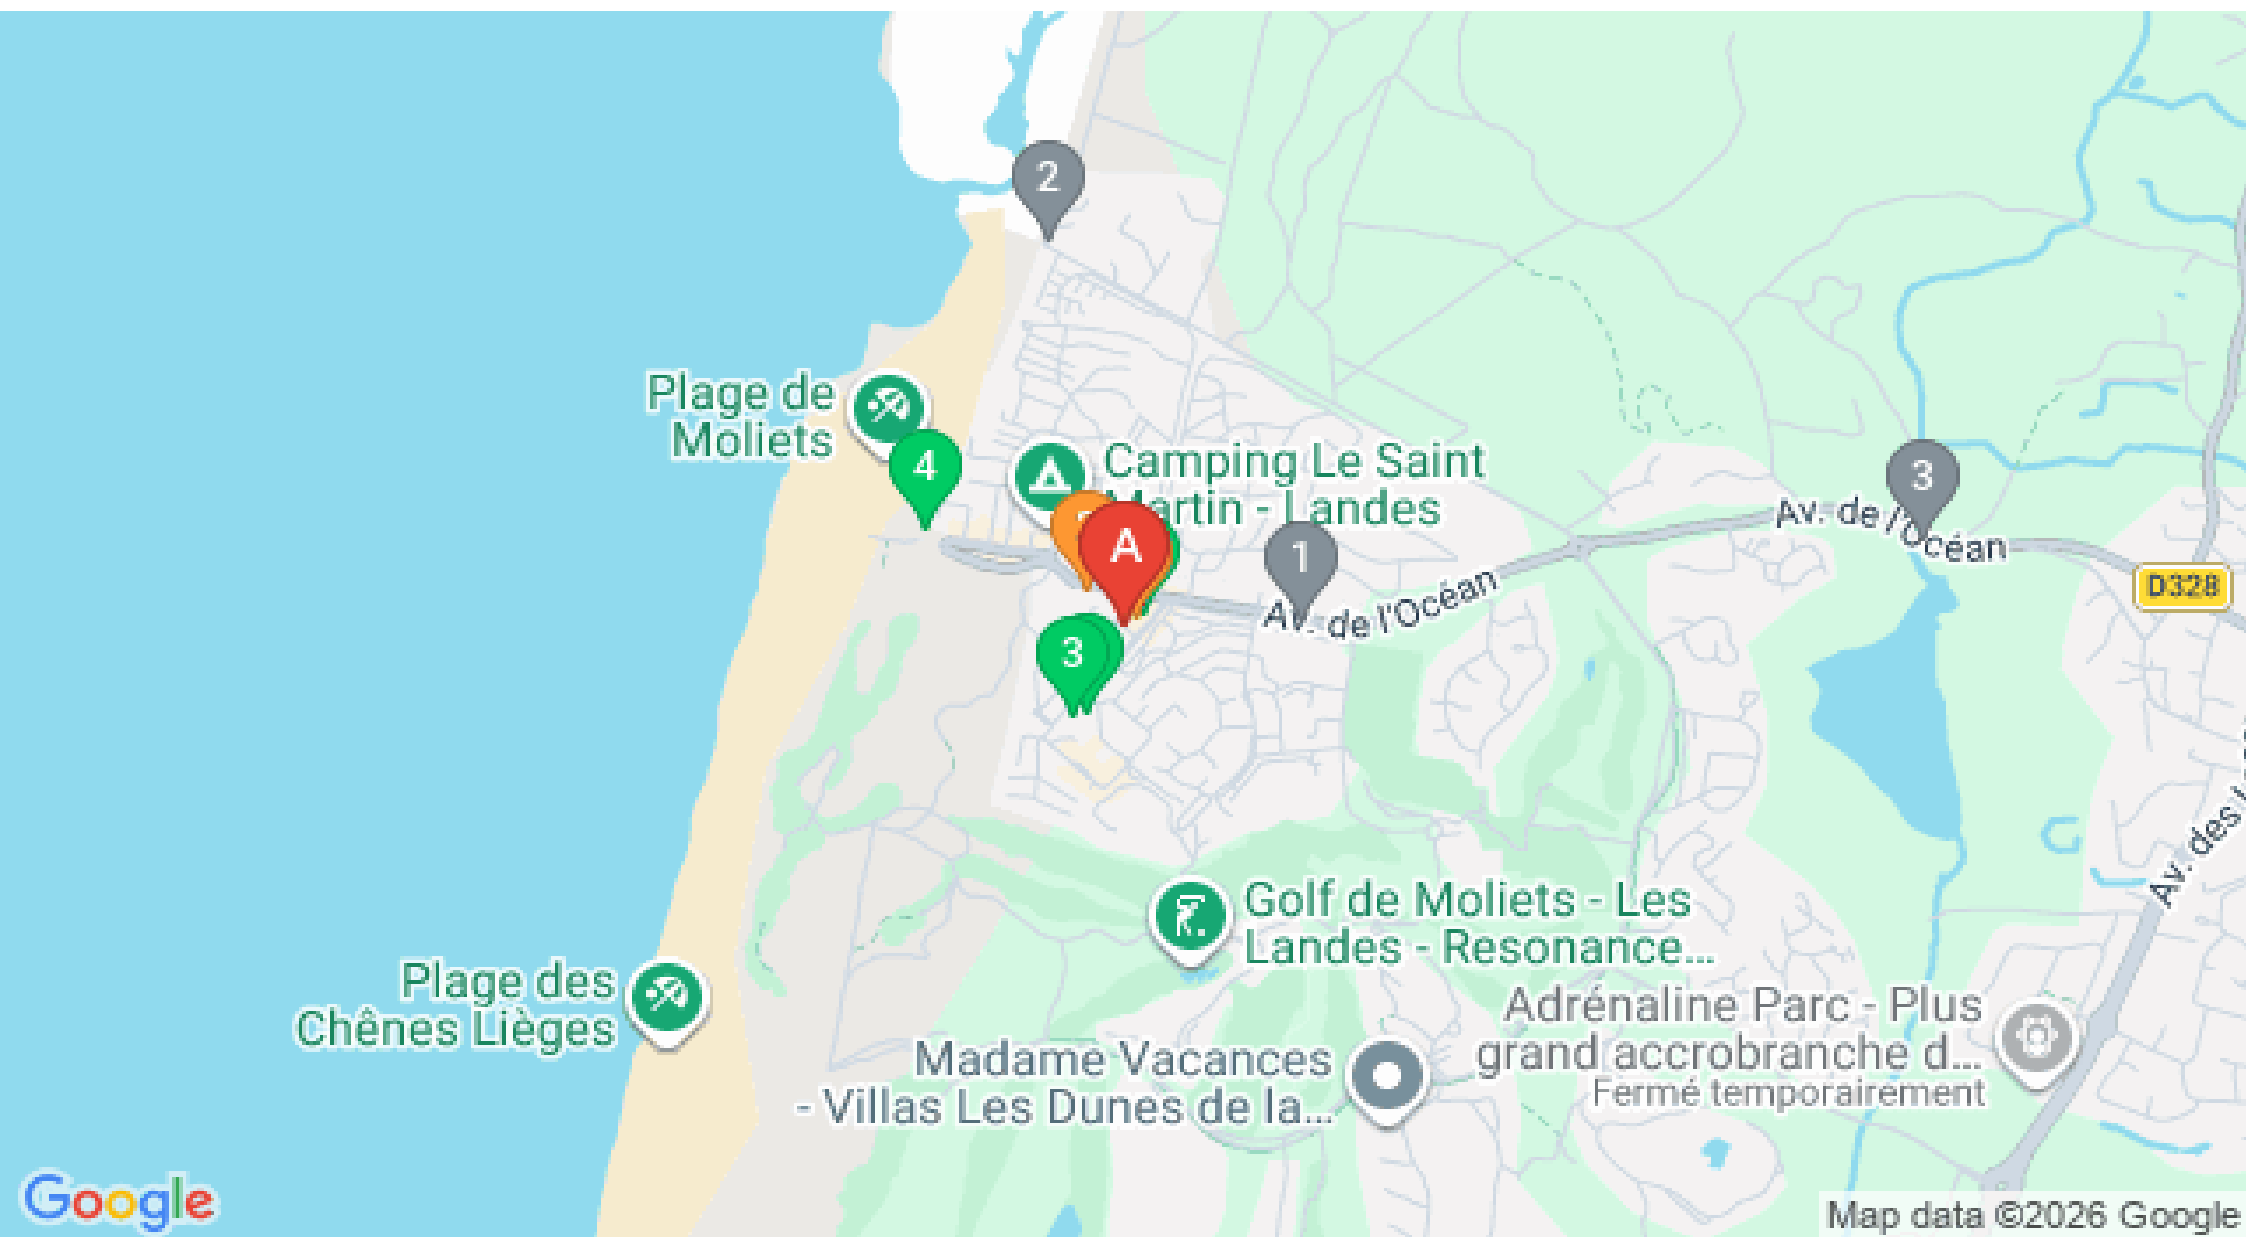 2
Plage de
Moliets
4
Camping Le Saint
Martin - Landes
A
1
3
Av. de l'Océan
Av. de l'Océan
D328
3
Golf de Moliets - Les
Landes - Resonance...
Plage des
Chênes Lièges
Adrénaline Parc - Plus
grand accrobranche d...
Fermé temporairement
Madame Vacances
- Villas Les Dunes de la...
Av. des
Google
Map data ©2026 Google